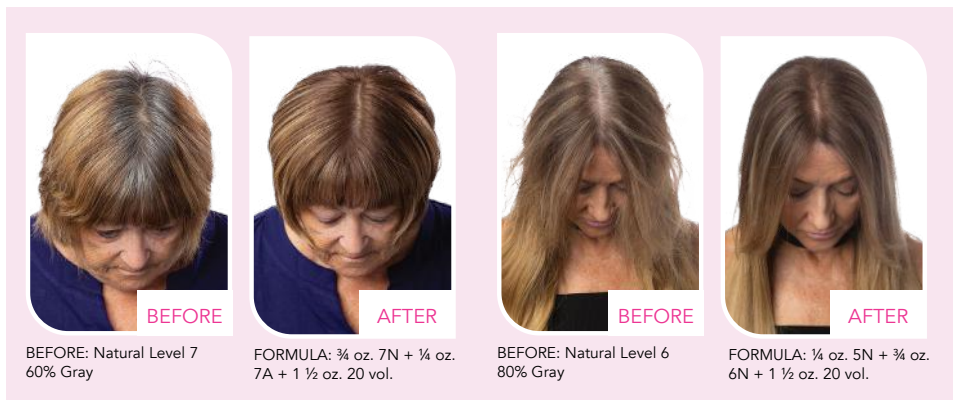 BEFORE
AFTER
BEFORE
AFTER
BEFORE: Natural Level 7
60% Gray
FORMULA: ¾ oz. 7N + ¼ oz.
7A + 1 ½ oz. 20 vol.
BEFORE: Natural Level 6
80% Gray
FORMULA: ¼ oz. 5N + ¾ oz.
6N + 1 ½ oz. 20 vol.